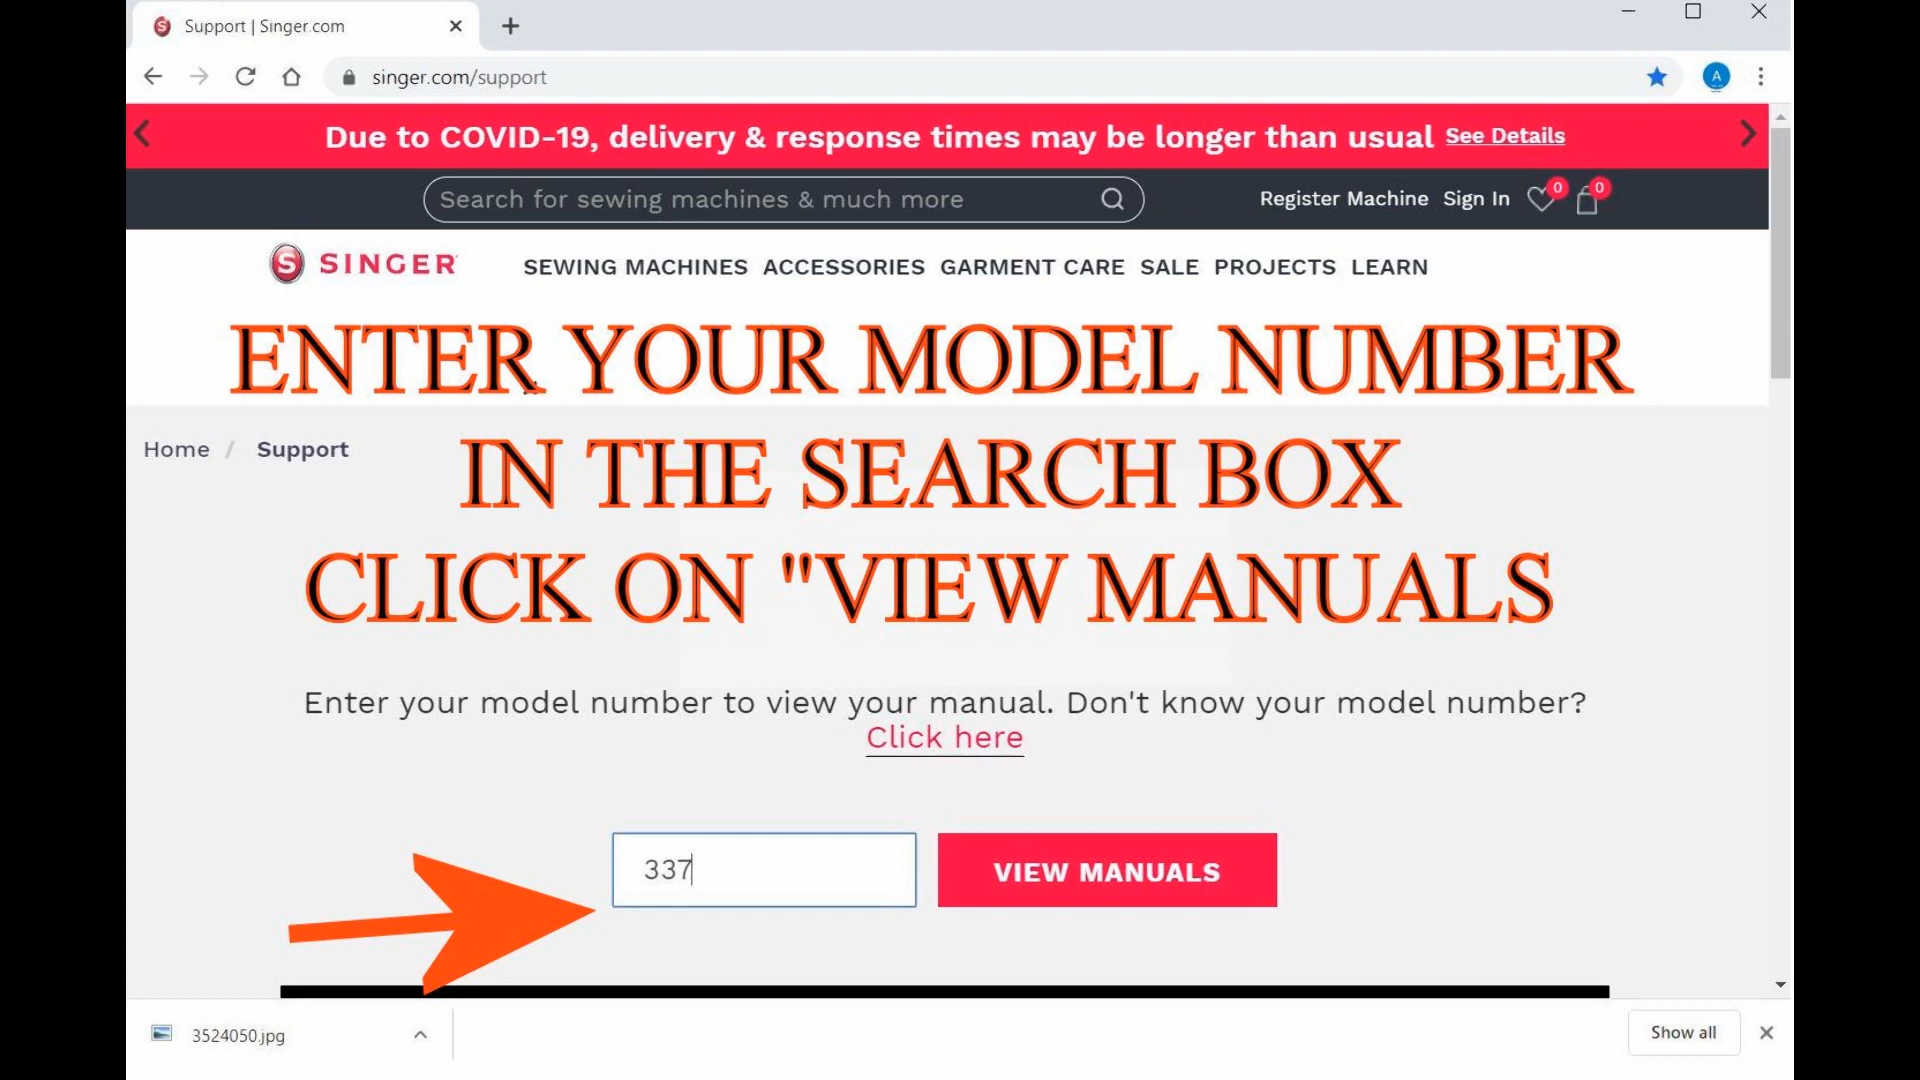 Support | Singer.com
singer.com/support
A
Due to COVID-19, delivery & response times may be longer than usual See Details
Search for sewing machines & much more
Register Machine Sign In 0 0
S SINGER
SEWING MACHINES ACCESSORIES GARMENT CARE SALE PROJECTS LEARN
ENTER YOUR MODEL NUMBER
Home / Support
IN THE SEARCH BOX
CLICK ON "VIEW MANUALS
Enter your model number to view your manual. Don't know your model number?
Click here
337
VIEW MANUALS
3524050.jpg
Show all